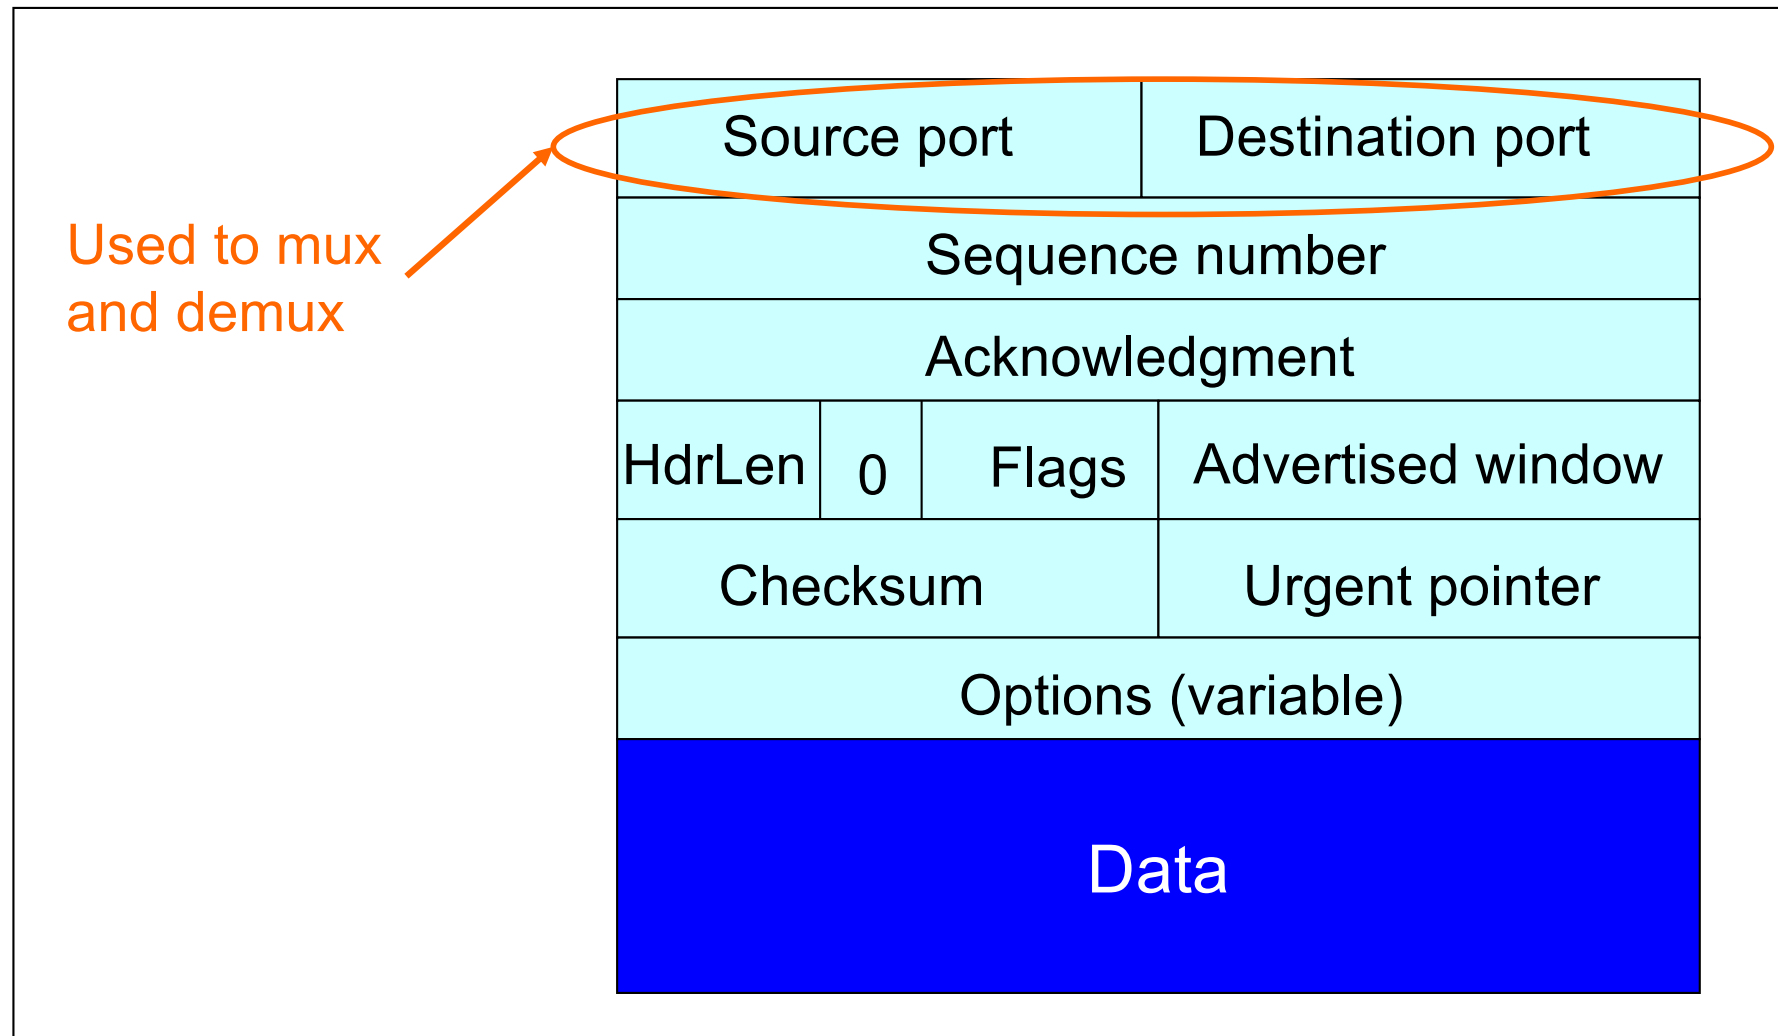 Source port
Destination port
Used to mux
and demux
Sequence number
Acknowledgment
HdrLen
0
Flags
Advertised window
Checksum
Urgent pointer
Options (variable)
Data